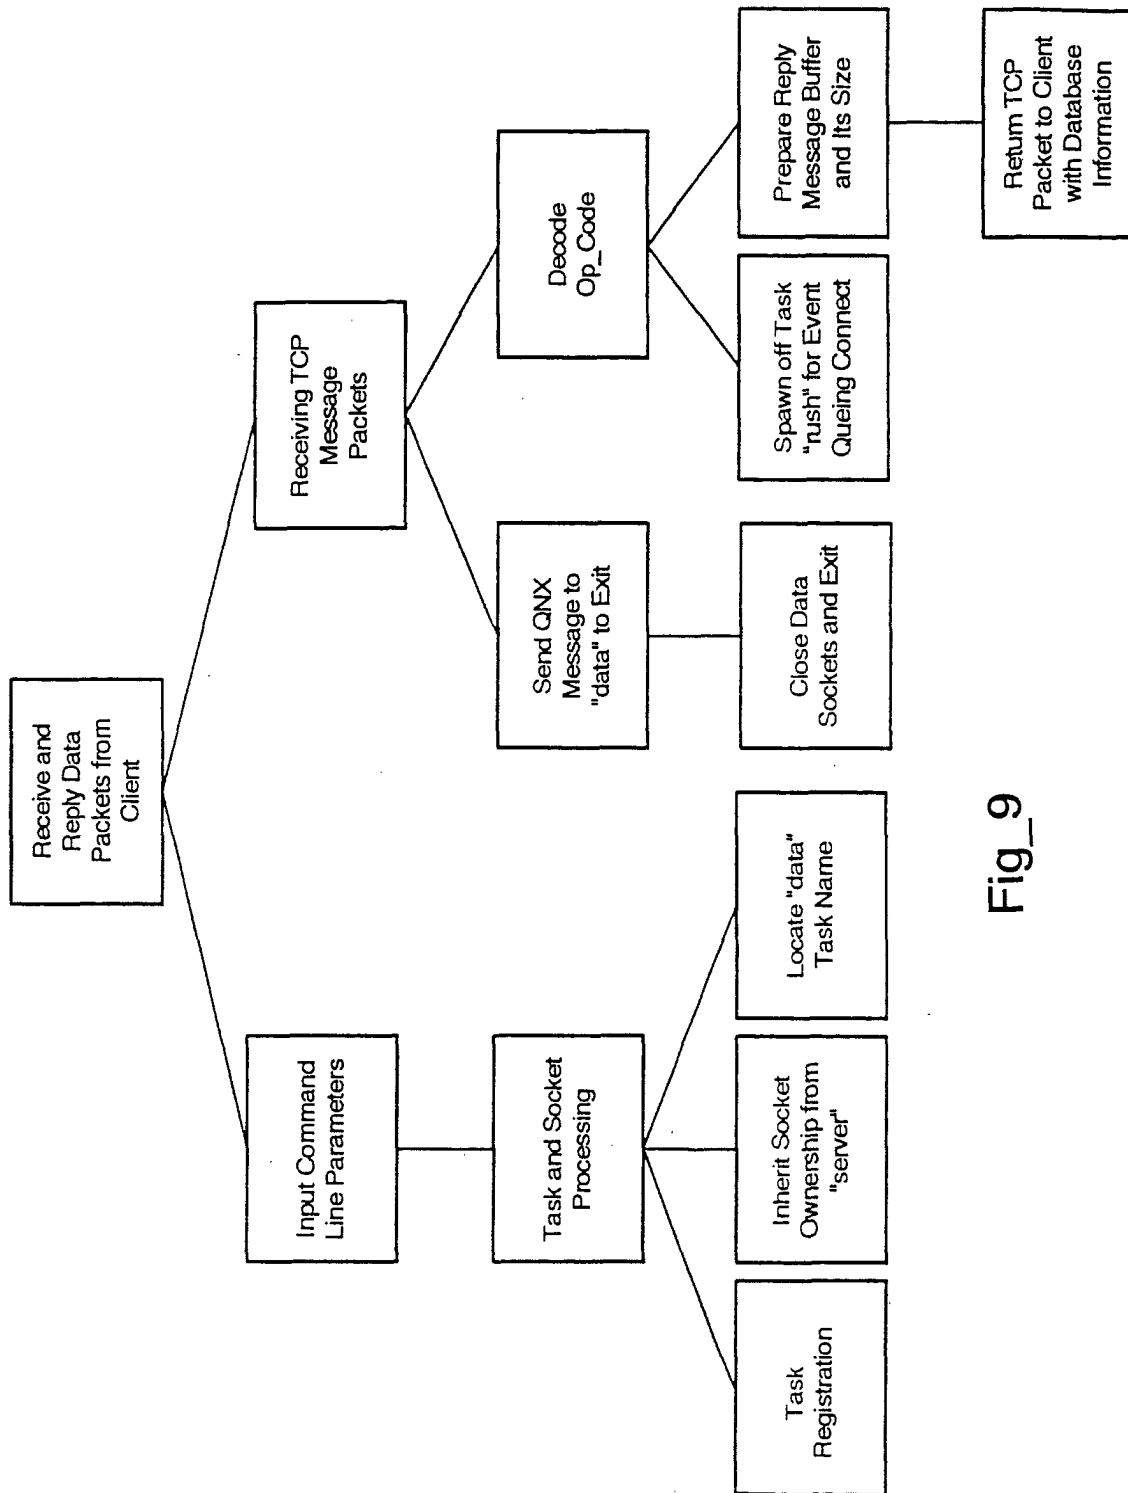 Receive and
Reply Data
Packets from
Client
Input Command
Line Parameters
Receiving TCP
Message
Packets
Task and Socket
Processing
Send QNX
Message to
"data" to Exit
Decode
Op_Code
Task
Registration
Inherit Socket
Ownership from
"server"
Locate "data"
Task Name
Close Data
Sockets and Exit
Spawn off Task
"rush" for Event
Queing Connect
Prepare Reply
Message Buffer
and Its Size
Return TCP
Packet to Client
with Database
Information
Fig_9